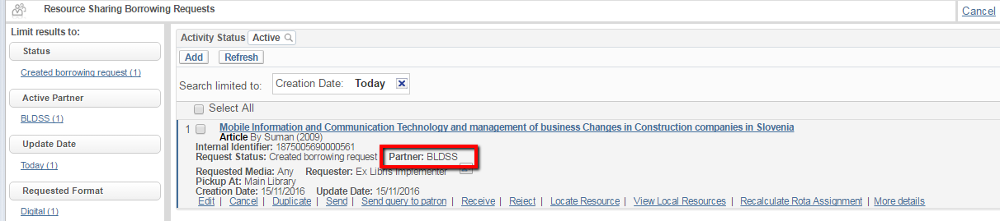 Resource Sharing Borrowing Requests
Cancel
Limit results to:
Status
Created borrowing request (1)
Active Partner
BLDSS (1)
Update Date
Today (1)
Requested Format
Digital (1)
Activity Status Active
Add Refresh
Search limited to: Creation Date: Today
Select All
1 Mobile Information and Communication Technology and management of business Changes in Construction companies in Slovenia
Article By Suman (2009)
Internal Identifier: 1875005690000561
Request Status: Created borrowing request Partner: BLDSS
Requested Media: Any Requester: Ex Libris Implementer
Pickup At: Main Library
Creation Date: 15/11/2016 Update Date: 15/11/2016
Edit | Cancel | Duplicate | Send | Send query to patron | Receive | Reject | Locate Resource | View Local Resources | Recalculate Rota Assignment | More details